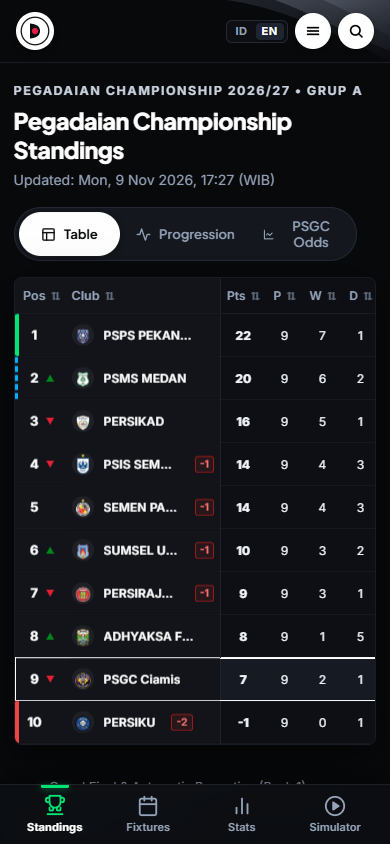 ID EN
PEGADAIAN CHAMPIONSHIP 2026/27 • GRUP A
Pegadaian Championship
Standings
Updated: Mon, 9 Nov 2026, 17:27 (WIB)
Table Progression PSGC Odds
Pos Club Pts P W D
1 PSPS PEKAN... 22 9 7 1
2 PSMS MEDAN 20 9 6 2
3 PERSIKAD 16 9 5 1
4 PSIS SEM... -1 14 9 4 3
5 SEMEN PA... -1 14 9 4 3
6 SUMSEL U... -1 10 9 3 2
7 PERSIRAJ... -1 9 9 3 1
8 ADHYAKSA F... 8 9 1 5
9 PSGC Ciamis 7 9 2 1
10 PERSIKU -2 -1 9 0 1
Standings Fixtures Stats Simulator